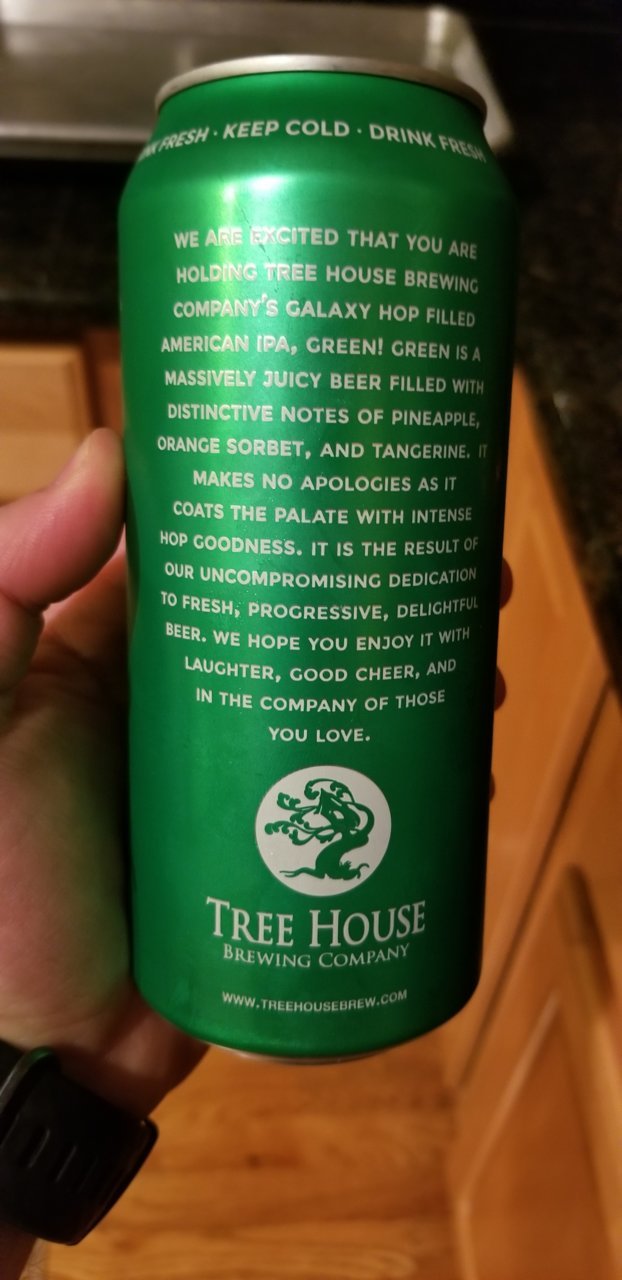 FRESH · KEEP COLD · DRINK FRESH
WE ARE EXCITED THAT YOU ARE
HOLDING TREE HOUSE BREWING
COMPANY'S GALAXY HOP FILLED
AMERICAN IPA, GREEN! GREEN IS A
MASSIVELY JUICY BEER FILLED WITH
DISTINCTIVE NOTES OF PINEAPPLE,
ORANGE SORBET, AND TANGERINE. IT
MAKES NO APOLOGIES AS IT
COATS THE PALATE WITH INTENSE
HOP GOODNESS. IT IS THE RESULT OF
OUR UNCOMPROMISING DEDICATION
TO FRESH, PROGRESSIVE, DELIGHTFUL
BEER. WE HOPE YOU ENJOY IT WITH
LAUGHTER, GOOD CHEER, AND
IN THE COMPANY OF THOSE
YOU LOVE.
TREE HOUSE
BREWING COMPANY
WWW.TREEHOUSEBREW.COM